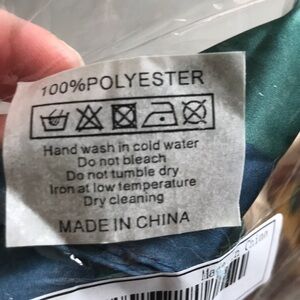 100%POLYESTER
Hand wash in cold water
Do not bleach
Do not tumble dry
Iron at low temperature
Dry cleaning
MADE IN CHINA